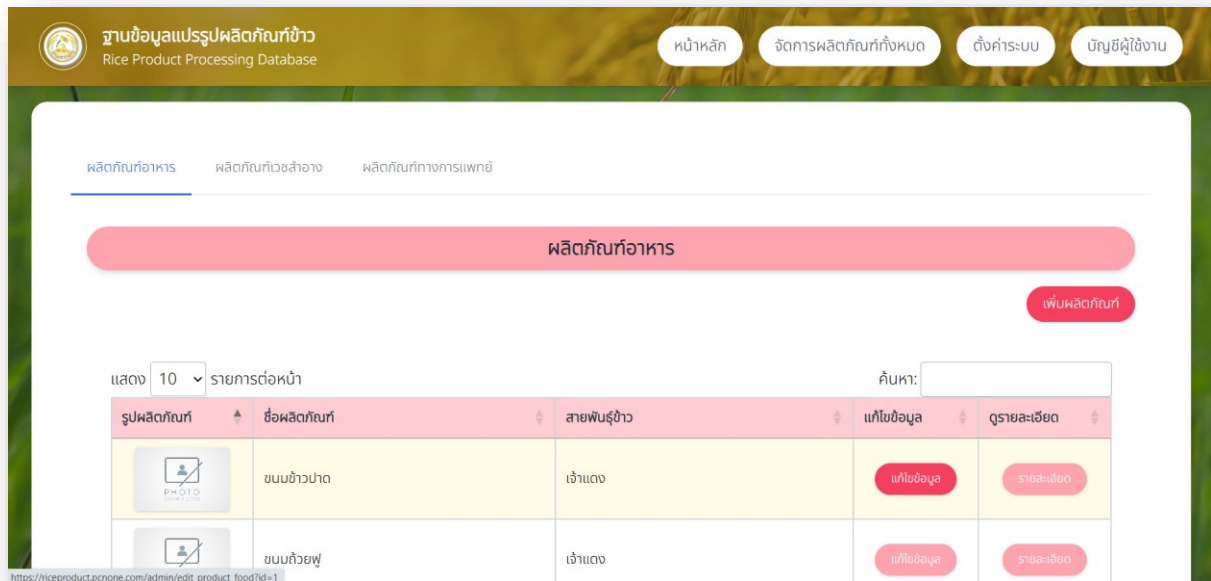 ฐานข้อมูลแปรรูปผลิตภัณฑ์ข้าว
Rice Product Processing Database
หน้าหลัก
จัดการผลิตภัณฑ์ทั้งหมด
ตั้งค่าระบบ
บัญชีผู้ใช้งาน
ผลิตภัณฑ์อาหาร
ผลิตภัณฑ์เวชสำอาง
ผลิตภัณฑ์ทางการแพทย์
ผลิตภัณฑ์อาหาร
เพิ่มผลิตภัณฑ์
แสดง 10 รายการต่อหน้า
ค้นหา:
รูปผลิตภัณฑ์
ชื่อผลิตภัณฑ์
สายพันธุ์ข้าว
แก้ไขข้อมูล
ดูรายละเอียด
PHOTO
ขนมข้าวปาด
เจ้าแดง
แก้ไขข้อมูล
รายละเอียด
ขนมถ้วยฟู
เจ้าแดง
แก้ไขข้อมูล
รายละเอียด
https://riceproduct.pcnone.com/admin/edit_product_food?id=1